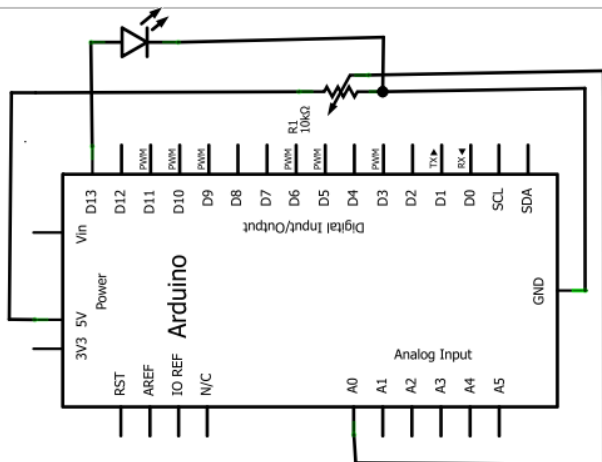 R1
10kΩ
PWM
PWM
PWM
PWM
PWM
PWM
TX▶
RX◀
D13
D12
D11
D10
D9
D8
D7
D6
D5
D4
D3
D2
D1
D0
SCL
SDA
Digital Input/Output
Vin
Power
5V
3V3
Arduino
GND
Analog Input
RST
AREF
IO REF
N/C
A0
A1
A2
A3
A4
A5